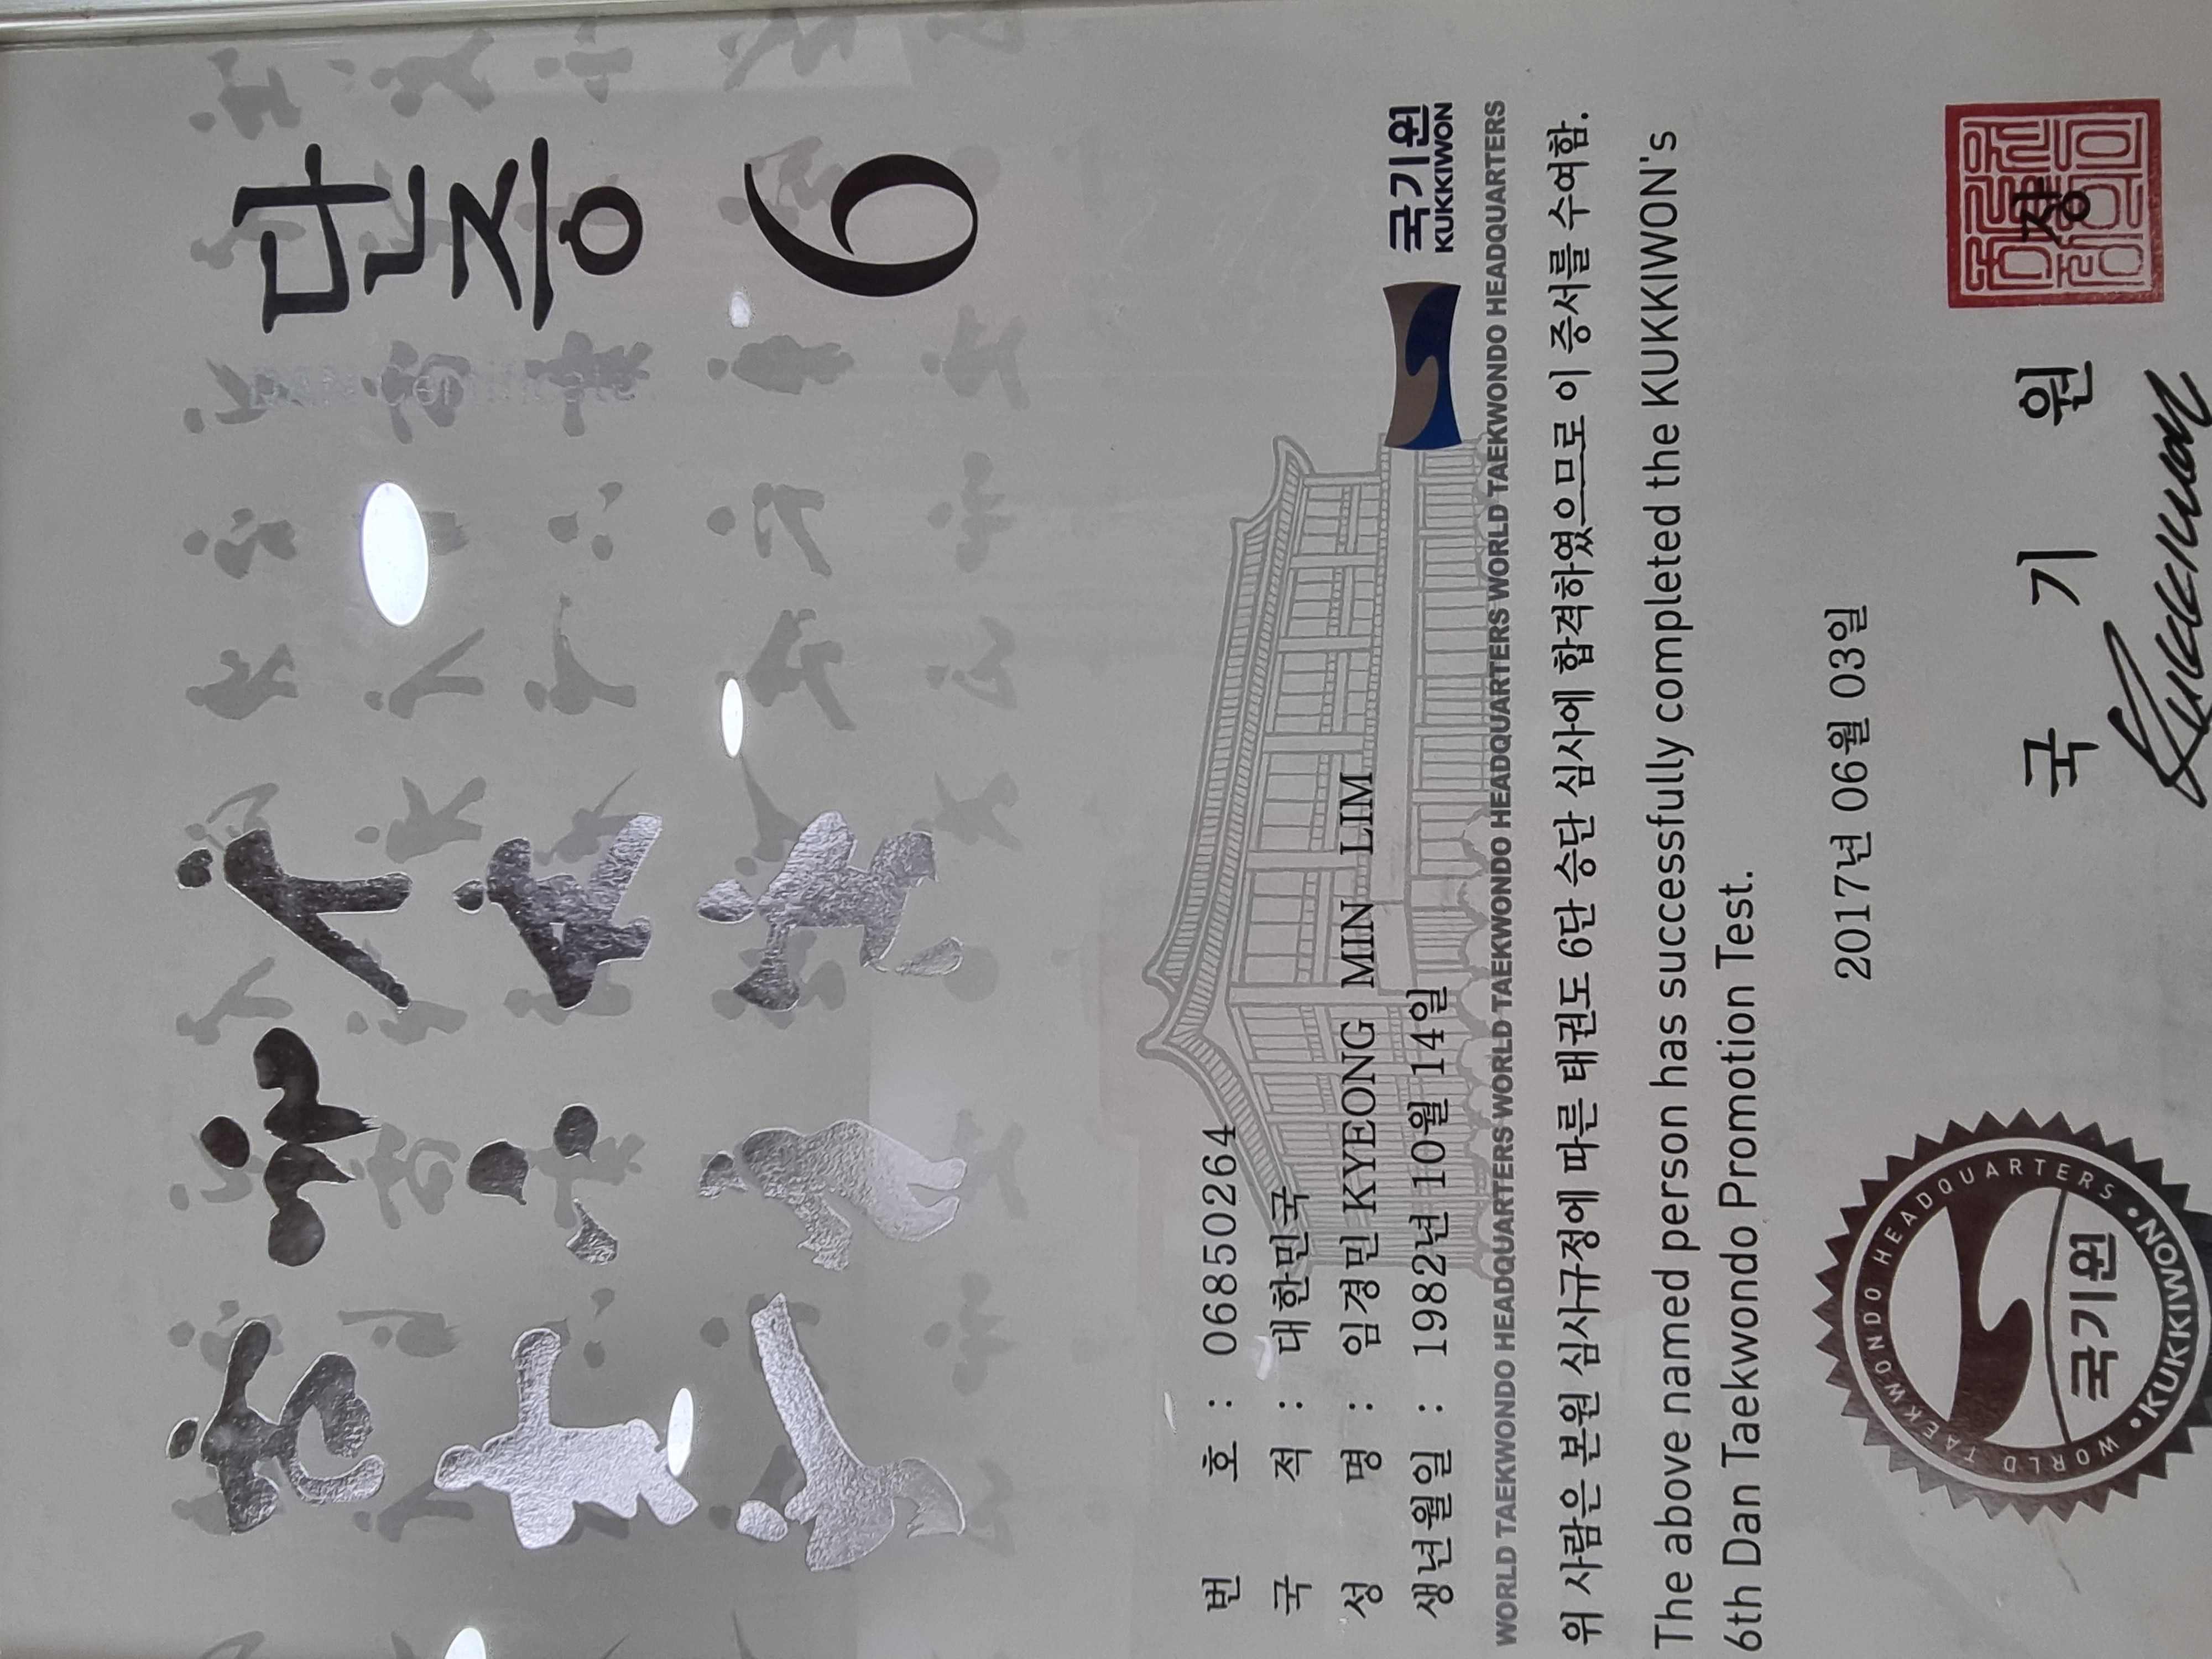 단증
6
번 호 : 06850264
국 적 : 대한민국
성 명 : 임경민 KYEONG MIN LIM
생년월일 : 1982년 10월 14일
국기원
KUKKIWON
WORLD TAEKWONDO HEADQUARTERS WORLD TAEKWONDO HEADQUARTERS WORLD TAEKWONDO HEADQUARTERS WORLD TAEKWONDO HEADQUARTERS
위 사람은 본원 심사규정에 따른 태권도 6단 승단 심사에 합격하였으므로 이 증서를 수여함.
The above named person has successfully completed the KUKKIWON's
6th Dan Taekwondo Promotion Test.
2017년 06월 03일
국 기 원 장
Kukkiwon
WORLD TAEKWONDO HEADQUARTERS
국기원
•KUKKIWON•